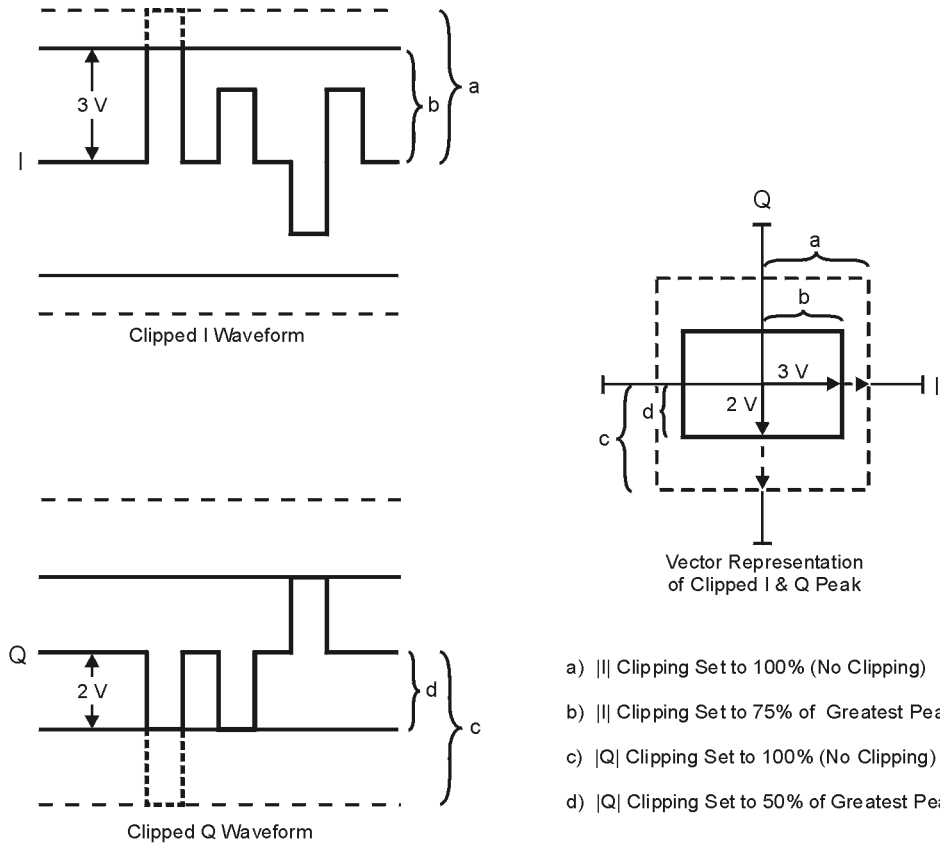 3 V
b
a
I
Clipped I Waveform
Q
a
b
3 V
I
2 V
d
c
Vector Representation
of Clipped I & Q Peak
Q
2 V
d
c
Clipped Q Waveform
a) |I| Clipping Set to 100% (No Clipping)
b) |I| Clipping Set to 75% of Greatest
c) |Q| Clipping Set to 100% (No Clipping)
d) |Q| Clipping Set to 50% of Greatest